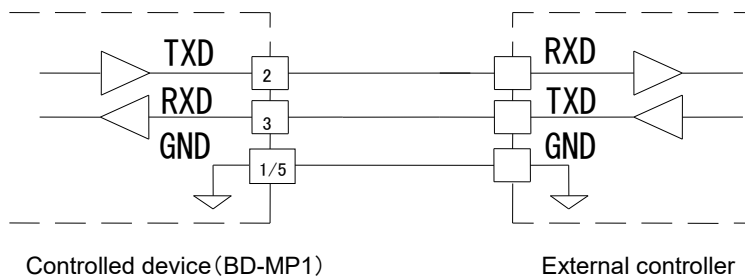 TXD 2 RXD
RXD 3 TXD
GND 1/5 GND
Controlled device(BD-MP1) External controller